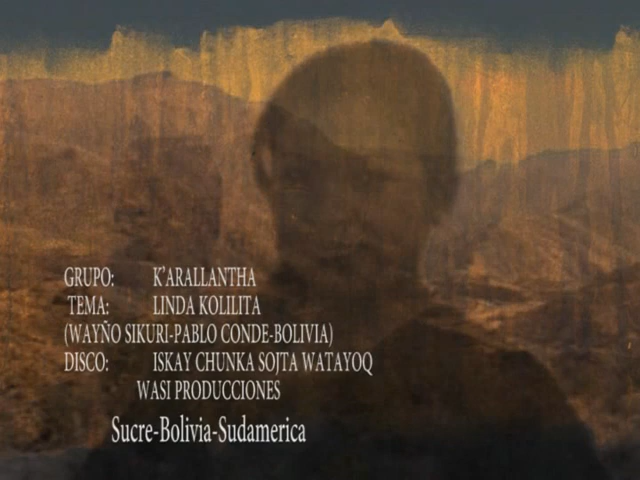 GRUPO: K'ARALLANTHA
TEMA: LINDA KOLILITA
(WAYÑO SIKURI-PABLO CONDE-BOLIVIA)
DISCO: ISKAY CHUNKA SOJTA WATAYOQ
WASI PRODUCCIONES
Sucre-Bolivia-Sudamerica